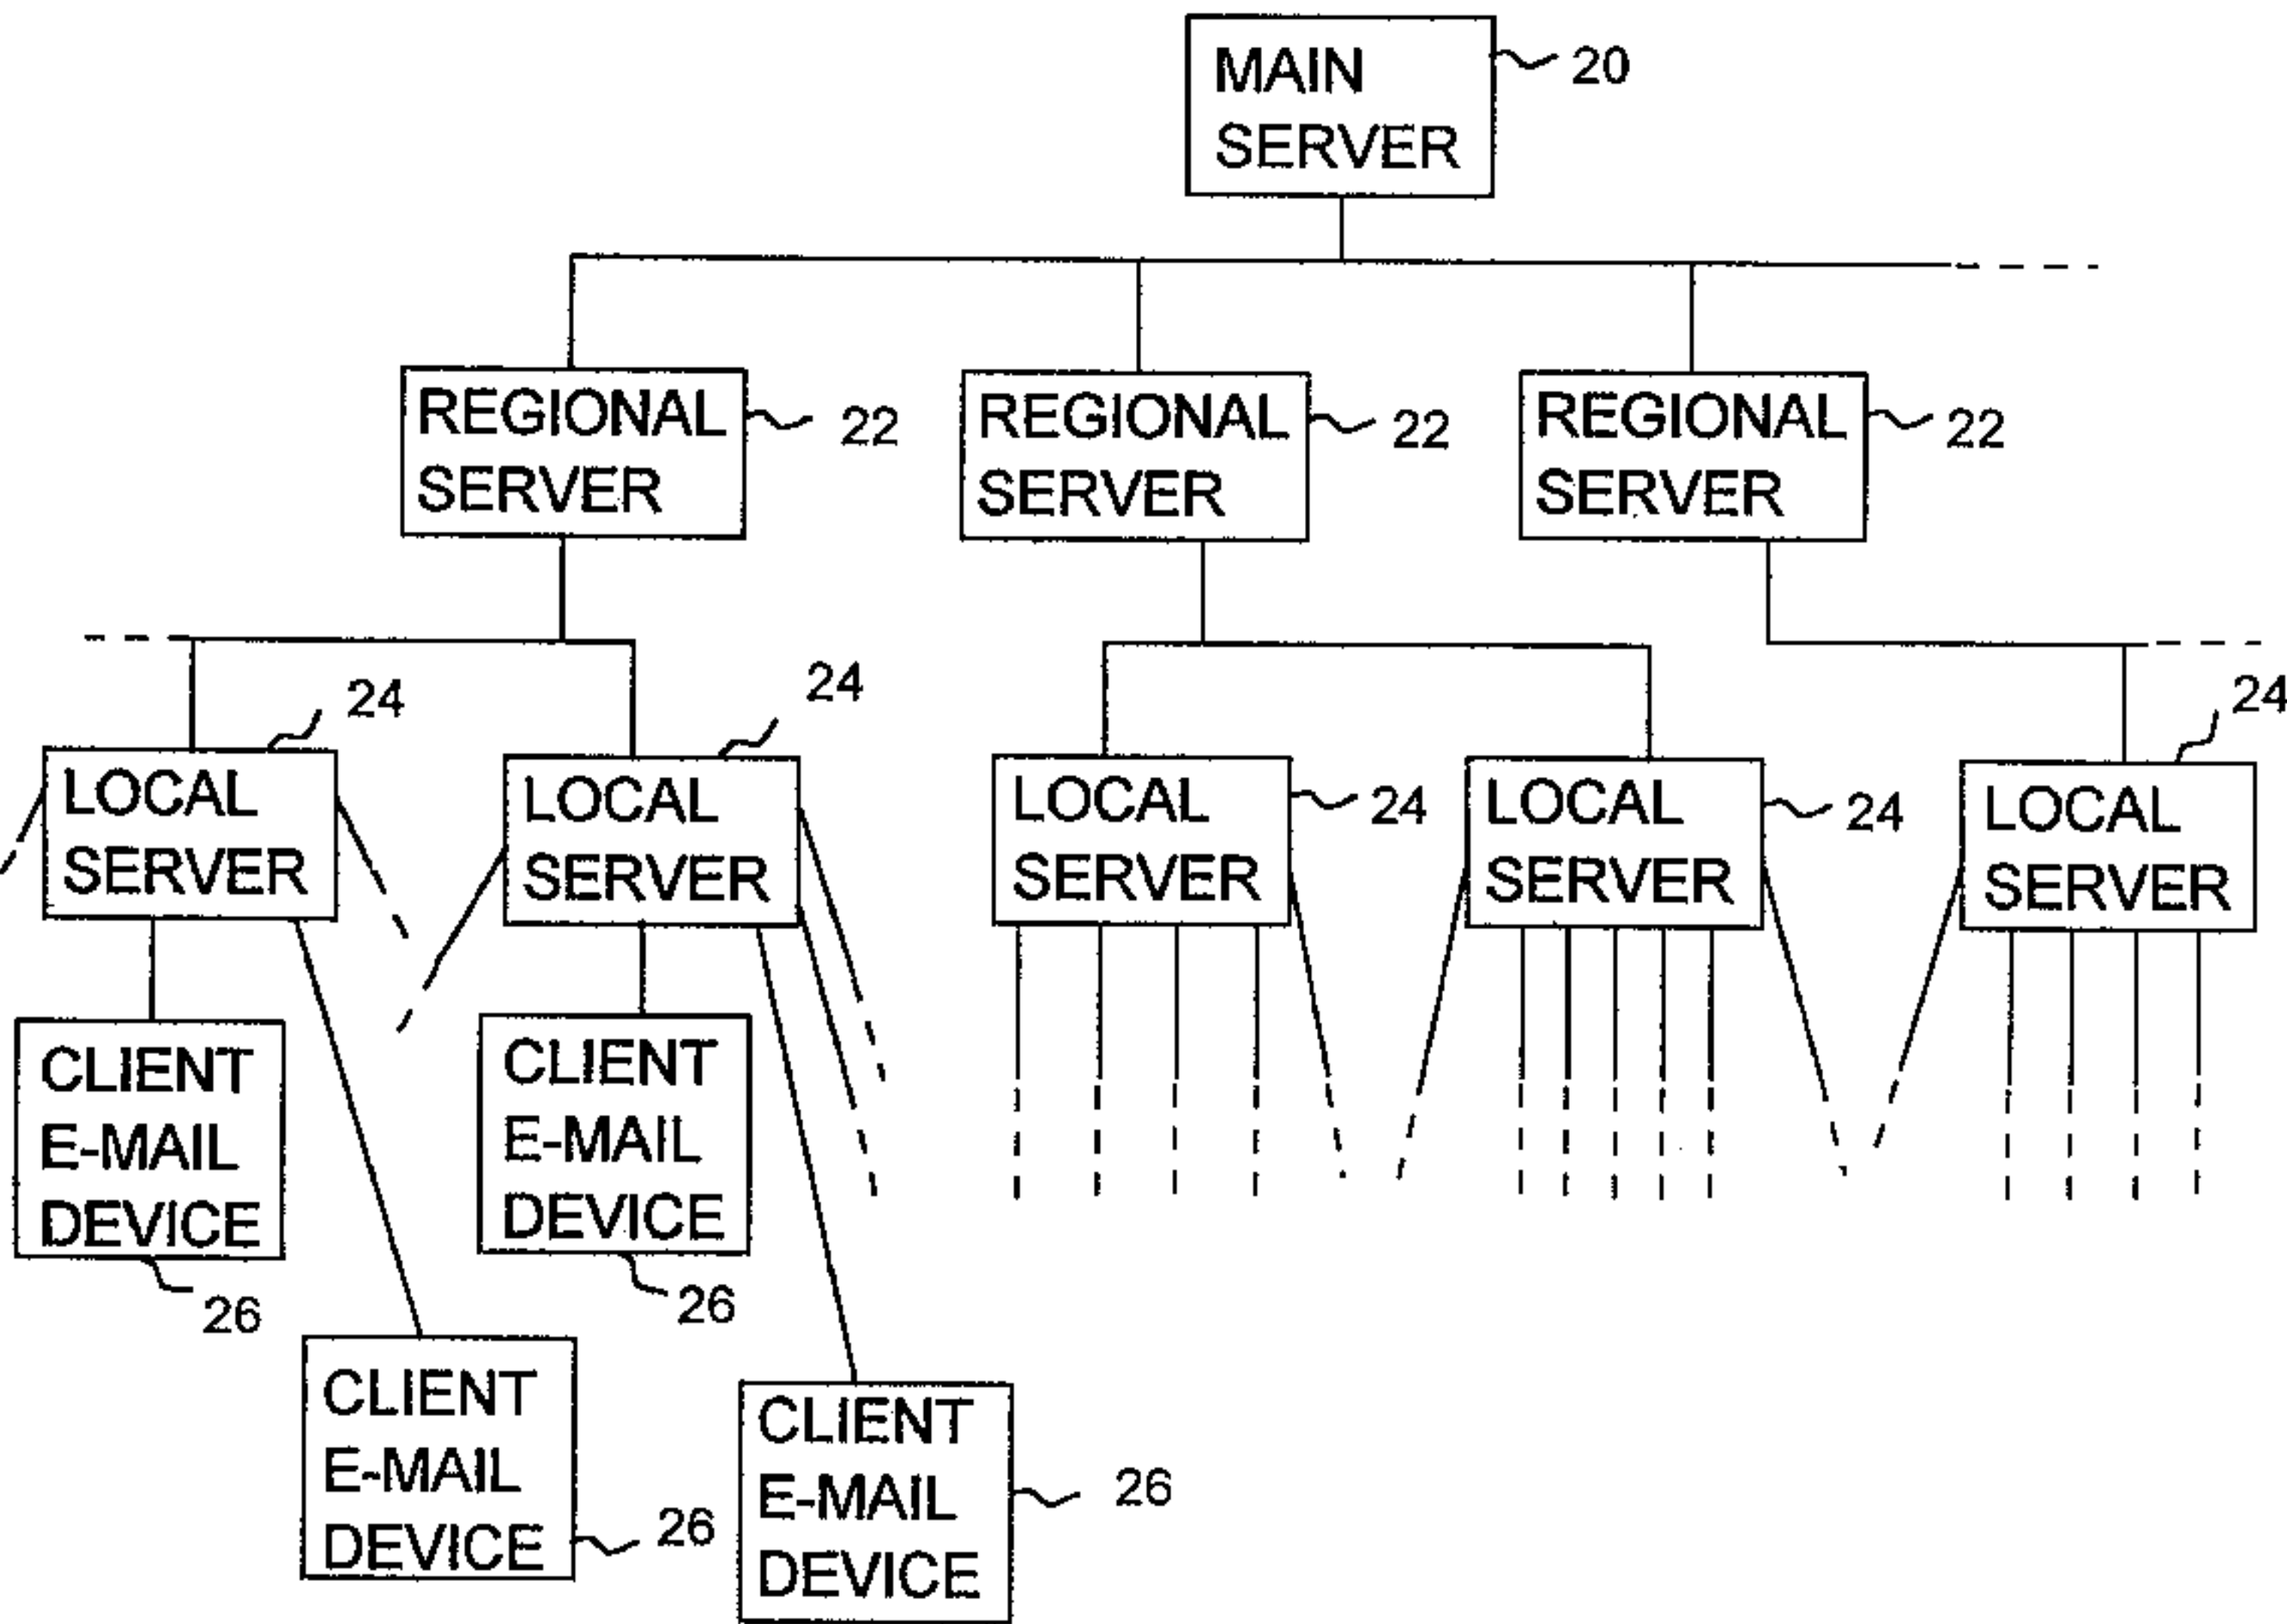 MAIN
SERVER
20
REGIONAL
SERVER
22
REGIONAL
SERVER
22
REGIONAL
SERVER
22
LOCAL
SERVER
24
LOCAL
SERVER
24
LOCAL
SERVER
24
LOCAL
SERVER
24
LOCAL
SERVER
24
CLIENT
E-MAIL
DEVICE
26
CLIENT
E-MAIL
DEVICE
26
CLIENT
E-MAIL
DEVICE
26
CLIENT
E-MAIL
DEVICE
26